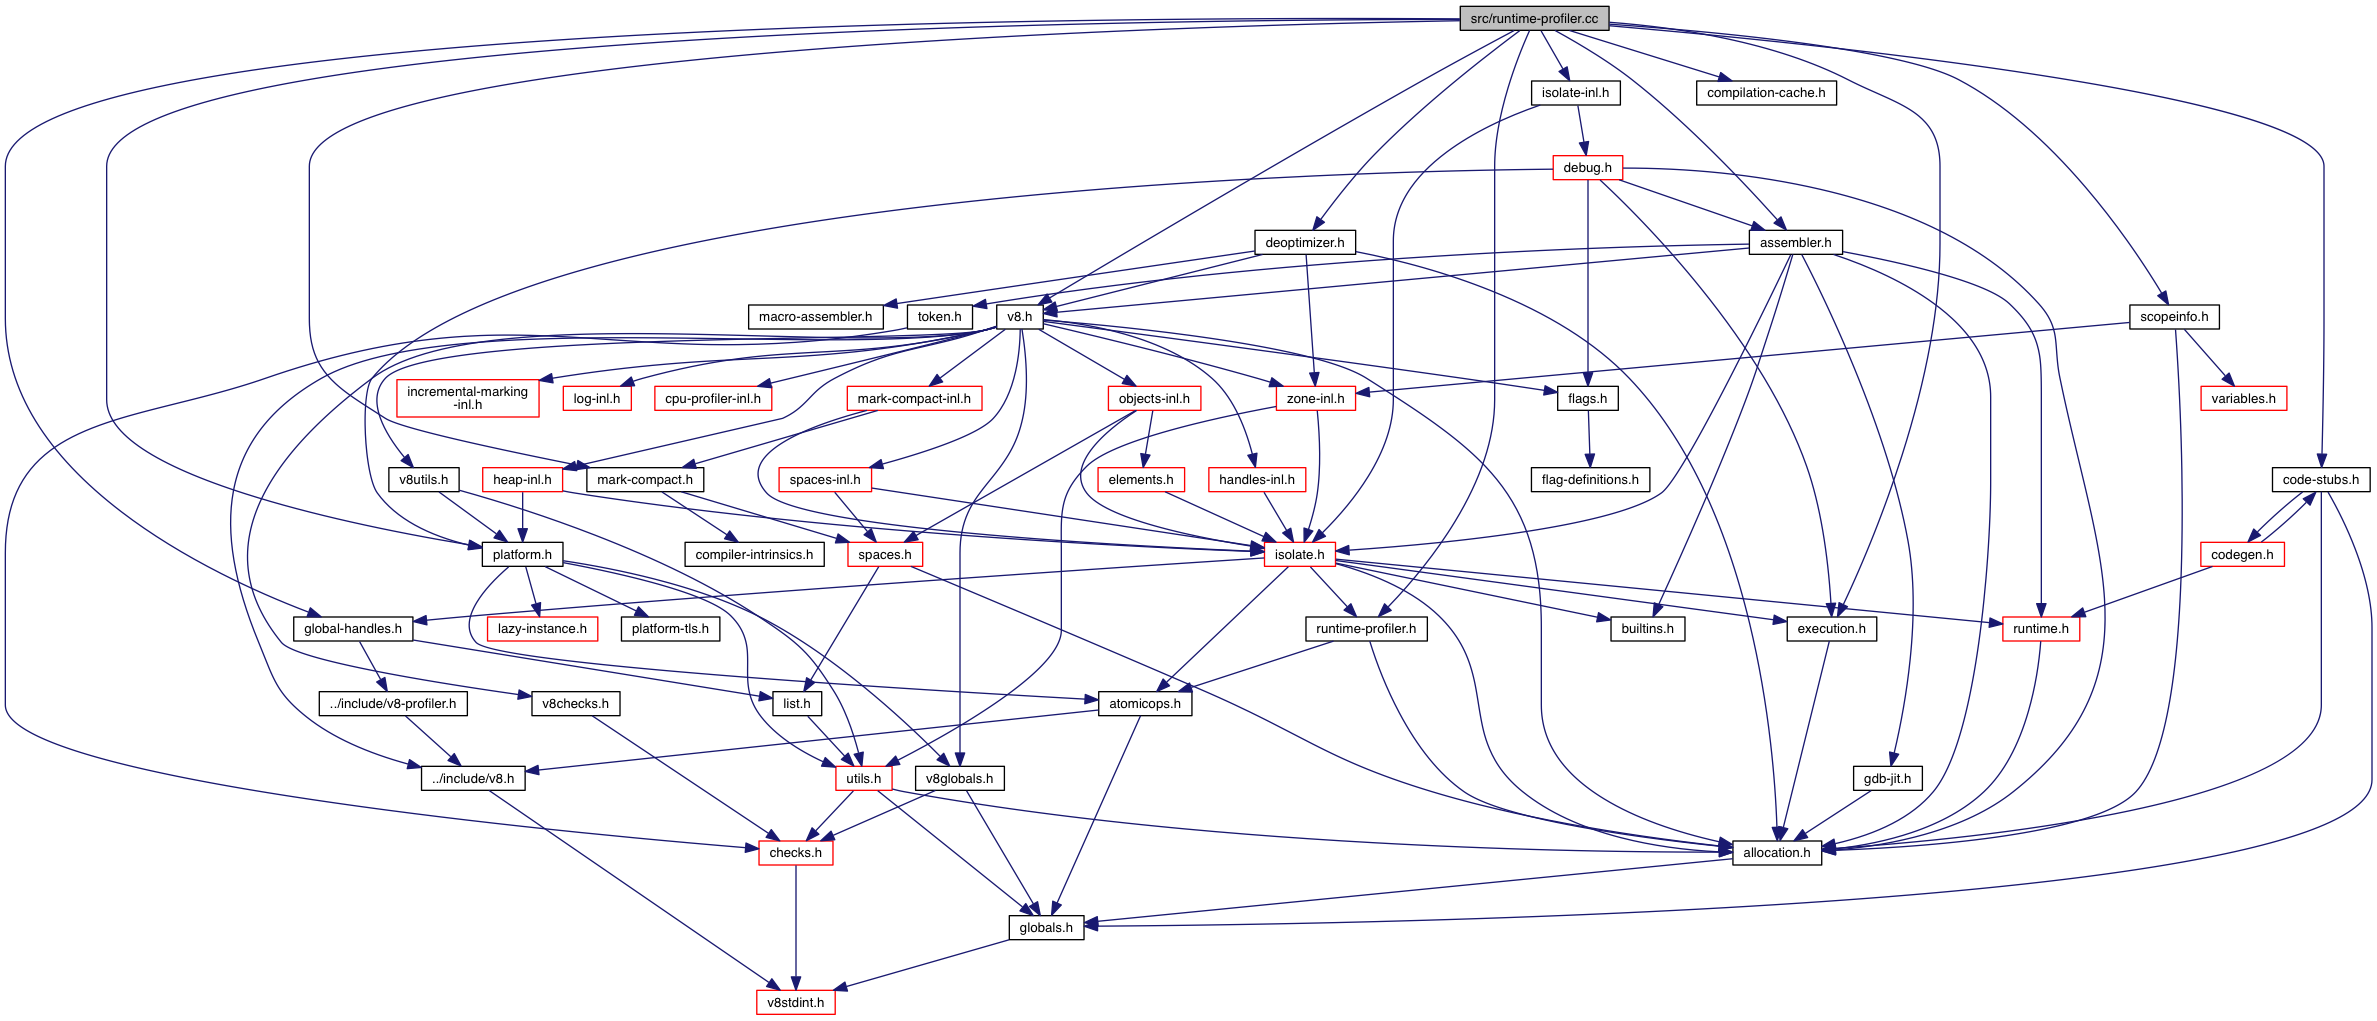 src/runtime-profiler.cc
isolate-inl.h
compilation-cache.h
debug.h
deoptimizer.h
assembler.h
macro-assembler.h
token.h
v8.h
scopeinfo.h
incremental-marking
-inl.h
log-inl.h
cpu-profiler-inl.h
mark-compact-inl.h
objects-inl.h
zone-inl.h
flags.h
variables.h
v8utils.h
heap-inl.h
mark-compact.h
spaces-inl.h
elements.h
handles-inl.h
flag-definitions.h
code-stubs.h
platform.h
compiler-intrinsics.h
spaces.h
isolate.h
codegen.h
global-handles.h
lazy-instance.h
platform-tls.h
runtime-profiler.h
builtins.h
execution.h
runtime.h
../include/v8-profiler.h
v8checks.h
list.h
atomicops.h
../include/v8.h
utils.h
v8globals.h
gdb-jit.h
checks.h
allocation.h
globals.h
v8stdint.h